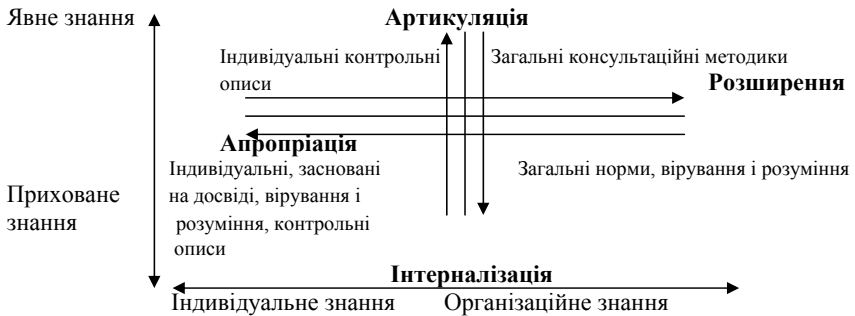 Явне знання
Артикуляція
Індивідуальні контрольні
описи
Загальні консультаційні методики
Розширення
Апропріація
Індивідуальні, засновані
на досвіді, вірування і
розуміння, контрольні
описи
Загальні норми, вірування і розуміння
Приховане
знання
Інтерналізація
Індивідуальне знання
Організаційне знання